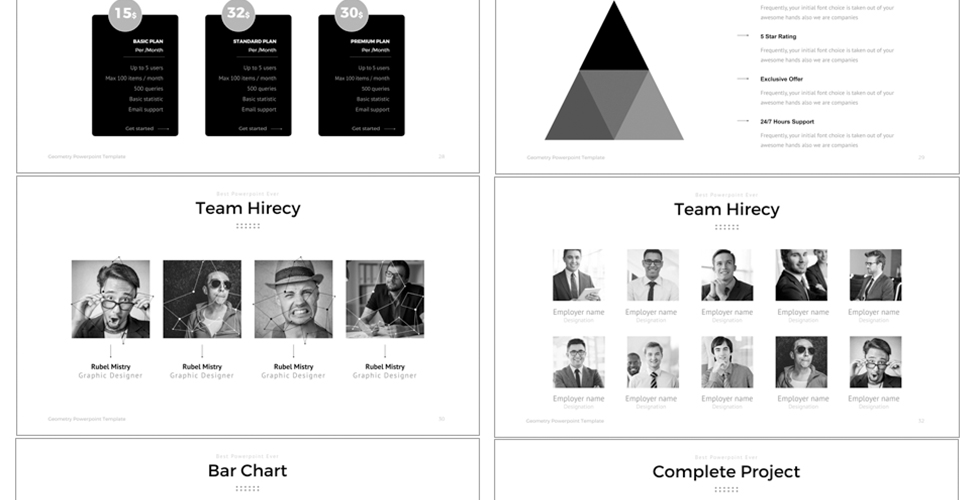 15$
BASIC PLAN
Per /Month
Up to 5 users
Max 100 items / month
500 queries
Basic statistic
Email support
Get started
32$
STANDARD PLAN
Per /Month
Up to 5 users
Max 100 items / month
500 queries
Basic statistic
Email support
Get started
30$
PREMIUM PLAN
Per /Month
Up to 5 users
Max 100 items / month
500 queries
Basic statistic
Email support
Get started
Geometry Powerpoint Template
28
Frequently, your initial font choice is taken out of your
awesome hands also we are companies
5 Star Rating
Frequently, your initial font choice is taken out of your
awesome hands also we are companies
Exclusive Offer
Frequently, your initial font choice is taken out of your
awesome hands also we are companies
24/7 Hours Support
Frequently, your initial font choice is taken out of your
awesome hands also we are companies
Geometry Powerpoint Template
29
Best Powerpoint Ever
Team Hirecy
Rubel Mistry
Graphic Designer
Rubel Mistry
Graphic Designer
Rubel Mistry
Graphic Designer
Rubel Mistry
Graphic Designer
Geometry Powerpoint Template
30
Best Powerpoint Ever
Team Hirecy
Employer name
Designation
Employer name
Designation
Employer name
Designation
Employer name
Designation
Employer name
Designation
Employer name
Designation
Employer name
Designation
Employer name
Designation
Employer name
Designation
Employer name
Designation
Geometry Powerpoint Template
Best Powerpoint Ever
Bar Chart
Best Powerpoint Ever
Complete Project